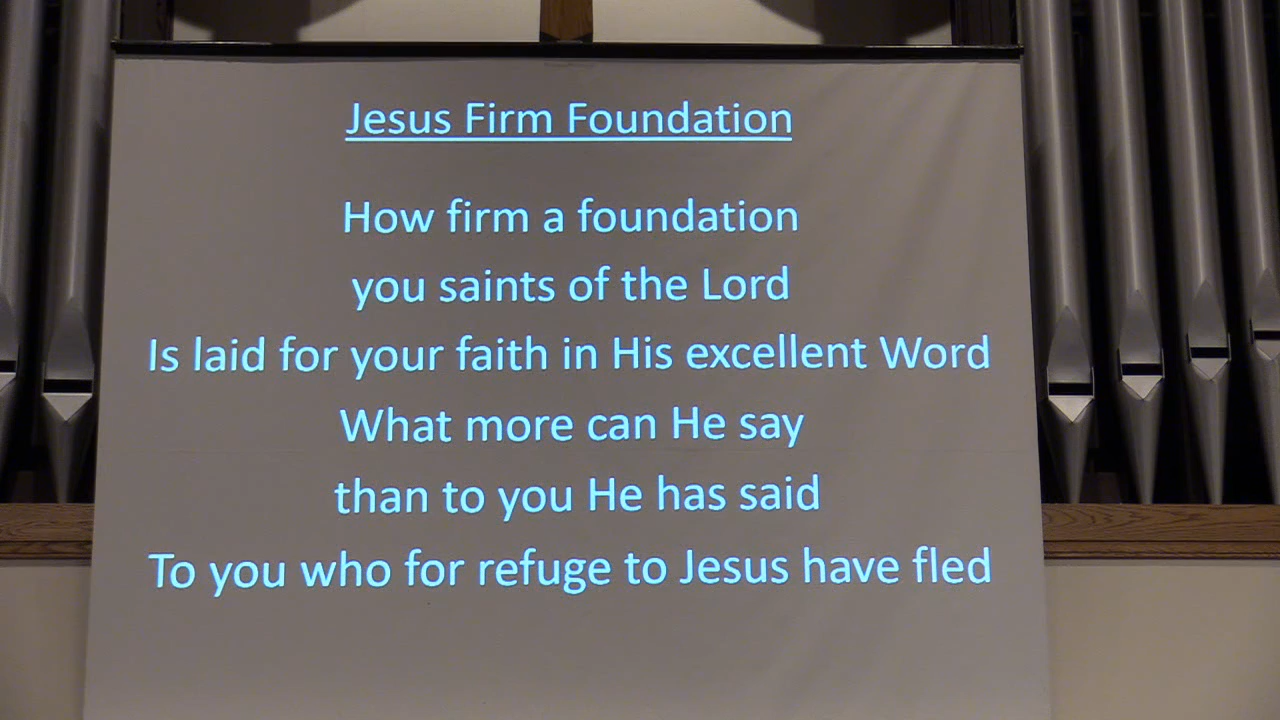 Jesus Firm Foundation
How firm a foundation
you saints of the Lord
Is laid for your faith in His excellent Word
What more can He say
than to you He has said
To you who for refuge to Jesus have fled